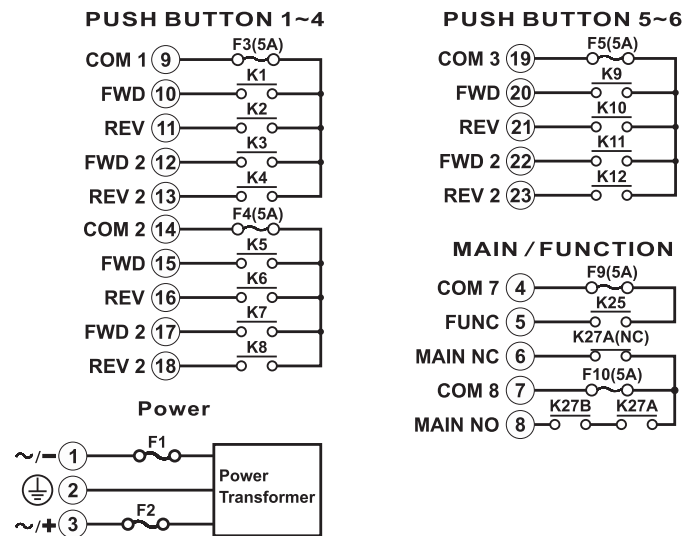 PUSH BUTTON 1~4
COM 1 9 F3(5A)
FWD 10 K1
REV 11 K2
FWD 2 12 K3
REV 2 13 K4
COM 2 14 F4(5A)
FWD 15 K5
REV 16 K6
FWD 2 17 K7
REV 2 18 K8
Power
~/- 1 F1
2
~/+ 3 F2
Power
Transformer
PUSH BUTTON 5~6
COM 3 19 F5(5A)
FWD 20 K9
REV 21 K10
FWD 2 22 K11
REV 2 23 K12
MAIN / FUNCTION
COM 7 4 F9(5A)
FUNC 5 K25
MAIN NC 6 K27A(NC)
COM 8 7 F10(5A)
MAIN NO 8 K27B K27A